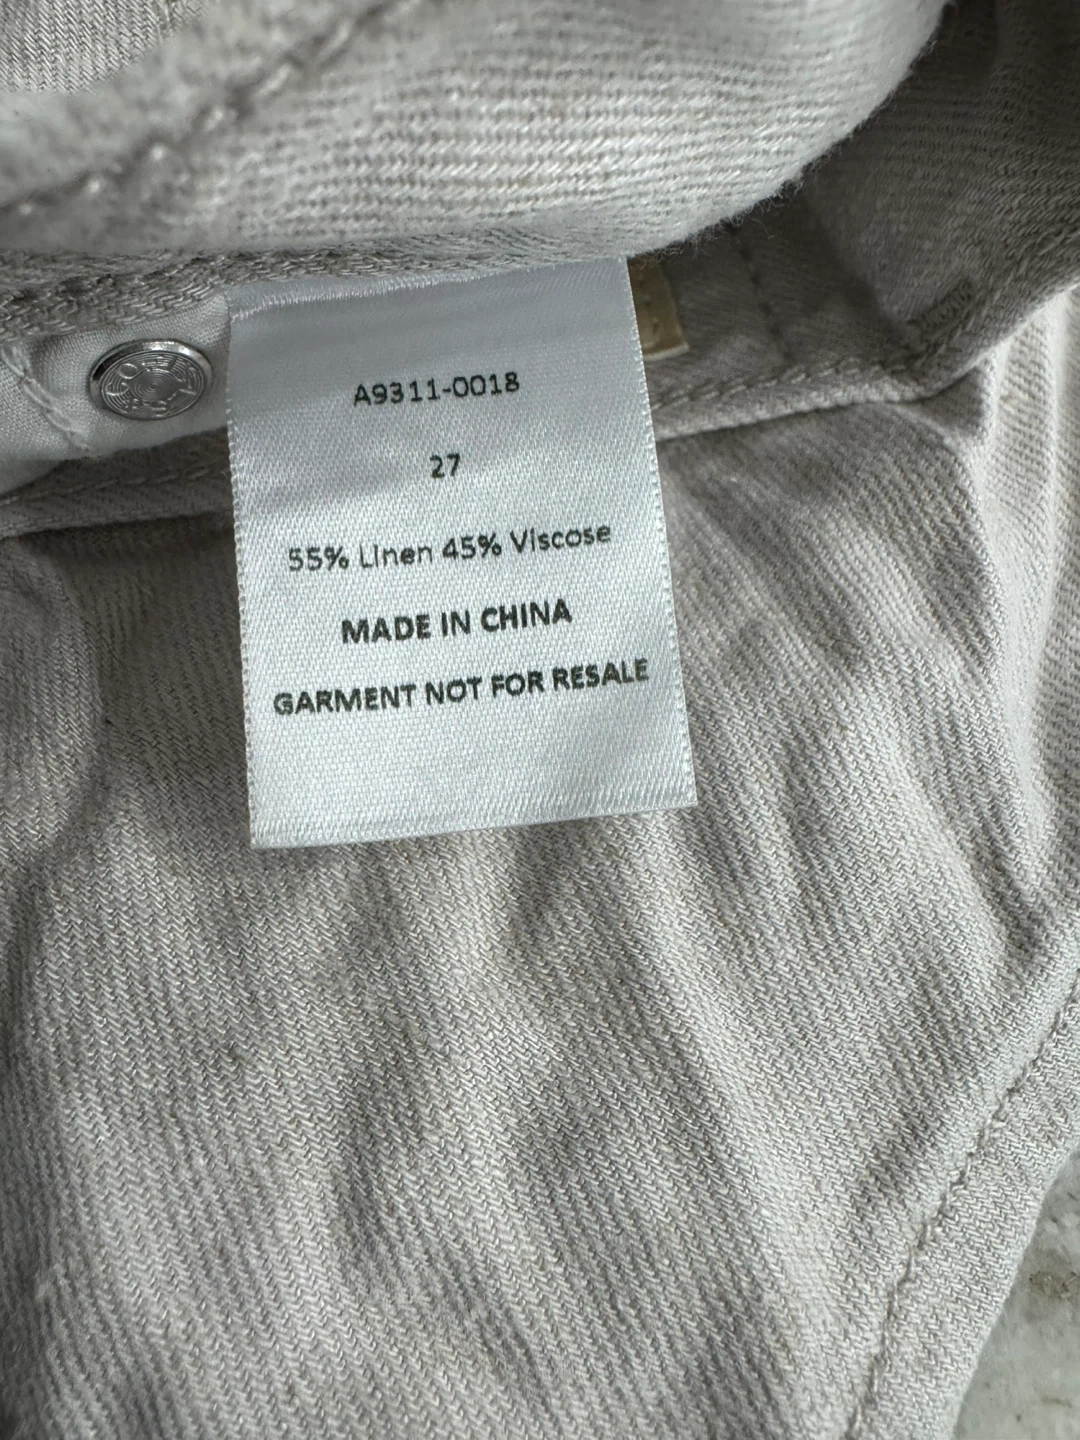 A9311-0018
27
55% Linen 45% Viscose
MADE IN CHINA
GARMENT NOT FOR RESALE